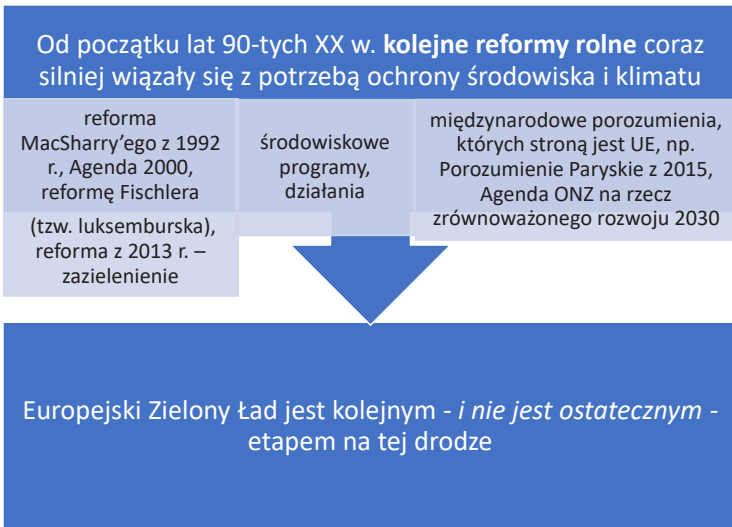 Od początku lat 90-tych XX w. kolejne reformy rolne coraz
silniej wiązały się z potrzebą ochrony środowiska i klimatu
reforma
MacSharry’ego z 1992
r., Agenda 2000,
reformę Fischlera
(tzw. luksemburska),
reforma z 2013 r. –
zazielenienie
środowiskowe
programy,
działania
międzynarodowe porozumienia,
których stroną jest UE, np.
Porozumienie Paryskie z 2015,
Agenda ONZ na rzecz
zrównoważonego rozwoju 2030
Europejski Zielony Ład jest kolejnym - i nie jest ostatecznym -
etapem na tej drodze